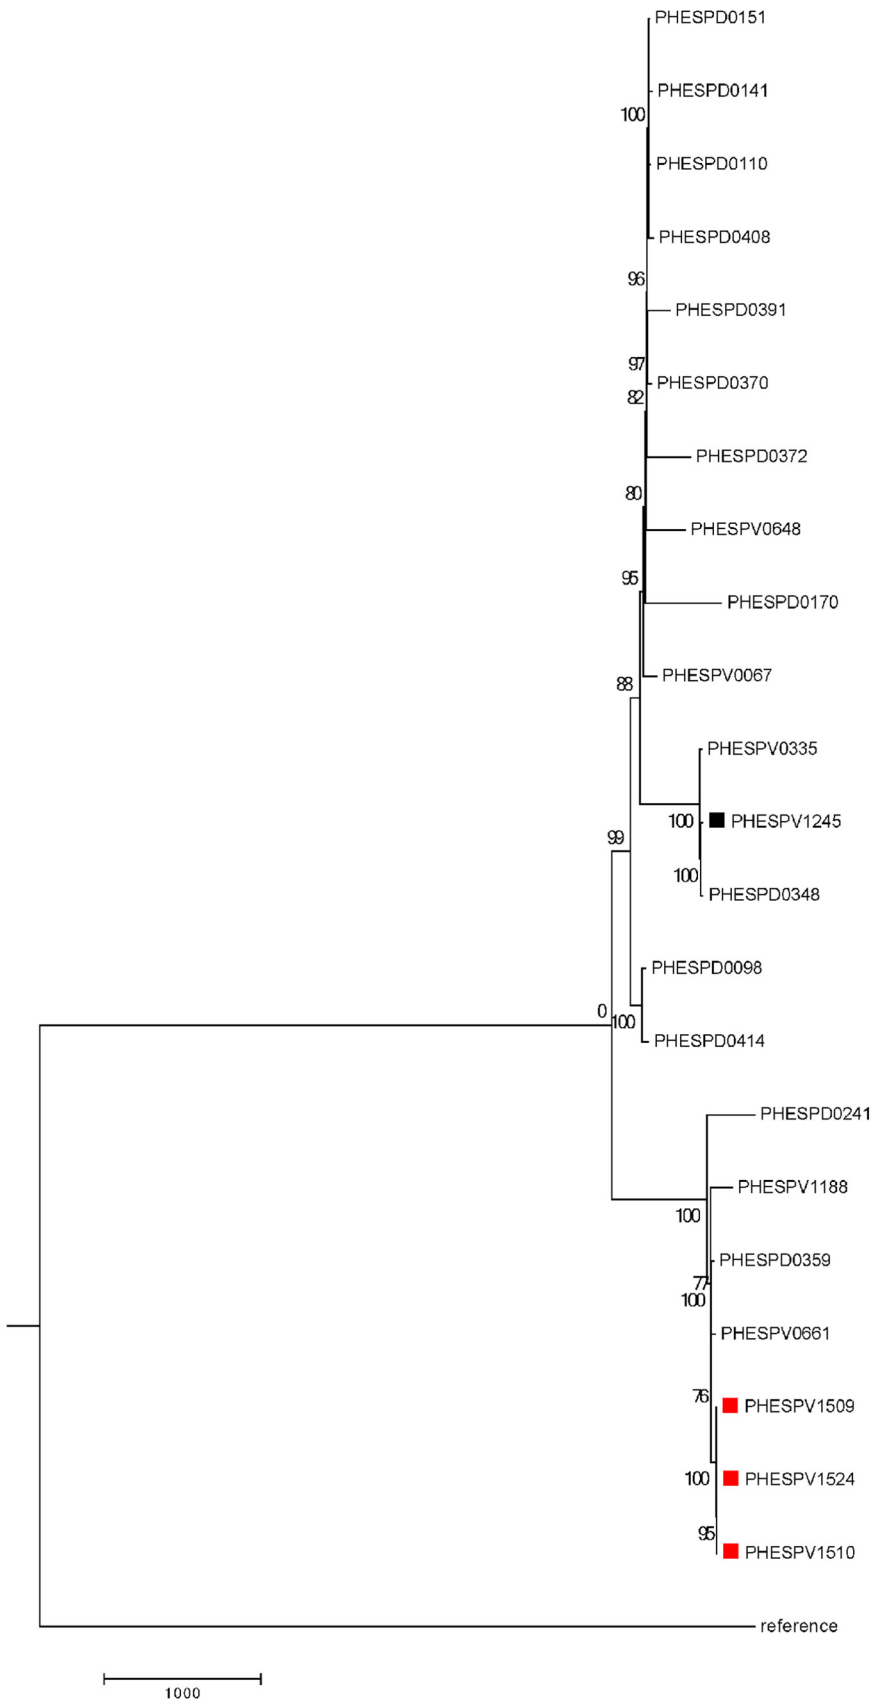 PHESPD0151
PHESPD0141
100
PHESPD0110
PHESPD0408
96
PHESPD0391
97
PHESPD0370
82
PHESPD0372
80
PHESPV0648
95
PHESPD0170
PHESPV0067
88
PHESPV0335
100
PHESPV1245
99
100
PHESPD0348
PHESPD0098
0
100
PHESPD0414
PHESPD0241
PHESPV1188
100
PHESPD0359
77
100
PHESPV0661
76
PHESPV1509
100
PHESPV1524
95
PHESPV1510
reference
1000